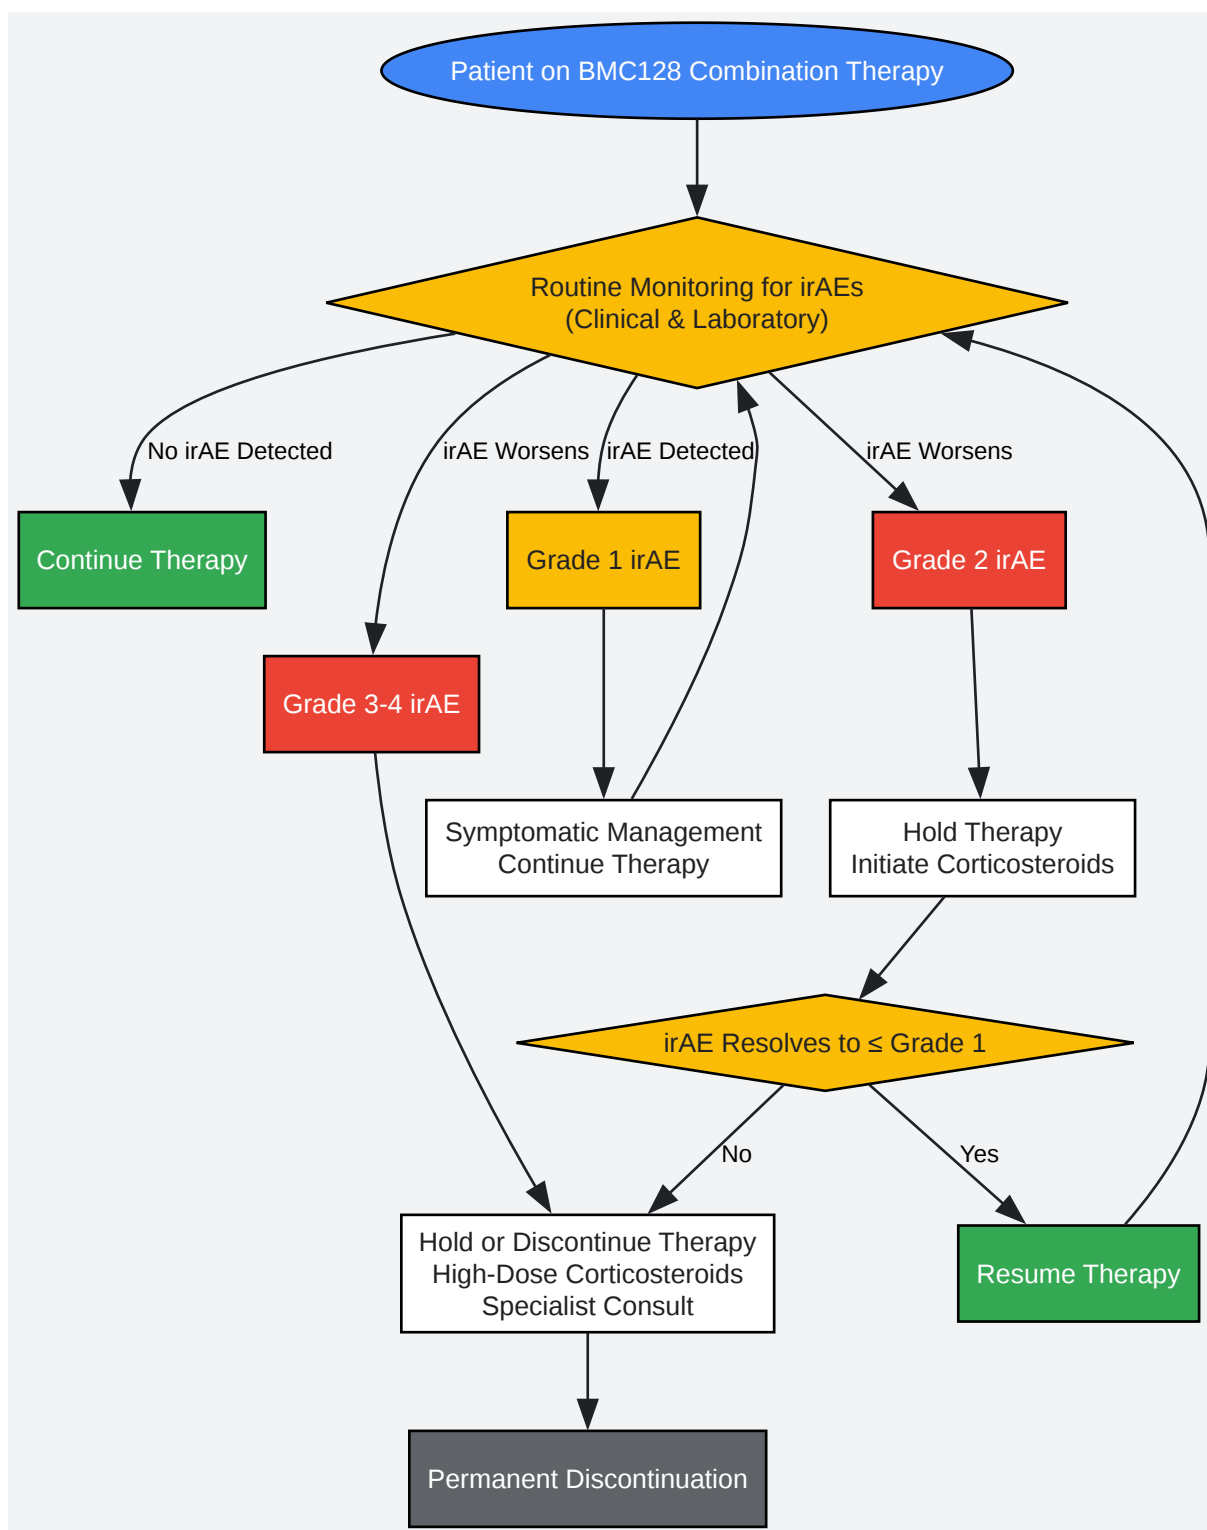 Patient on BMC128 Combination Therapy
Routine Monitoring for irAEs
(Clinical & Laboratory)
No irAE Detected
irAE Worsens
irAE Detected
irAE Worsens
Continue Therapy
Grade 1 irAE
Grade 2 irAE
Grade 3-4 irAE
Symptomatic Management
Continue Therapy
Hold Therapy
Initiate Corticosteroids
irAE Resolves to ≤ Grade 1
No
Yes
Hold or Discontinue Therapy
High-Dose Corticosteroids
Specialist Consult
Resume Therapy
Permanent Discontinuation